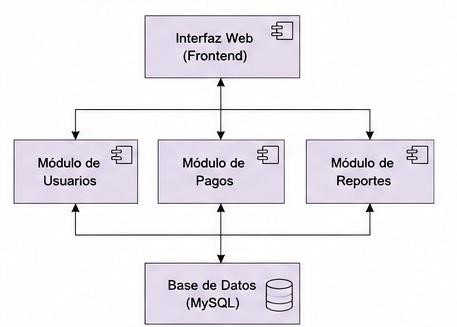 Interfaz Web
(Frontend)
Módulo de
Usuarios
Módulo de
Pagos
Módulo de
Reportes
Base de Datos
(MySQL)